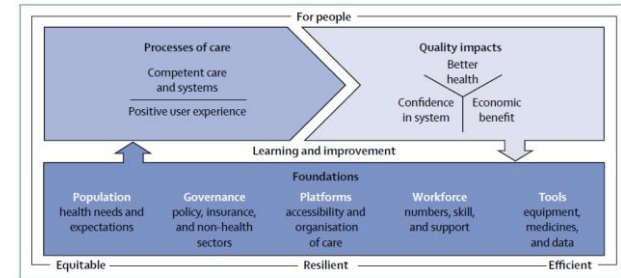 For people
Processes of care
Competent care
and systems
Positive user experience
Quality impacts
Better
health
Confidence
in system
Economic
benefit
Learning and improvement
Foundations
Population
health needs and
expectations
Governance
policy, insurance,
and non-health
sectors
Platforms
accessibility and
organisation
of care
Workforce
numbers, skill,
and support
Tools
equipment,
medicines,
and data
Equitable
Resilient
Efficient